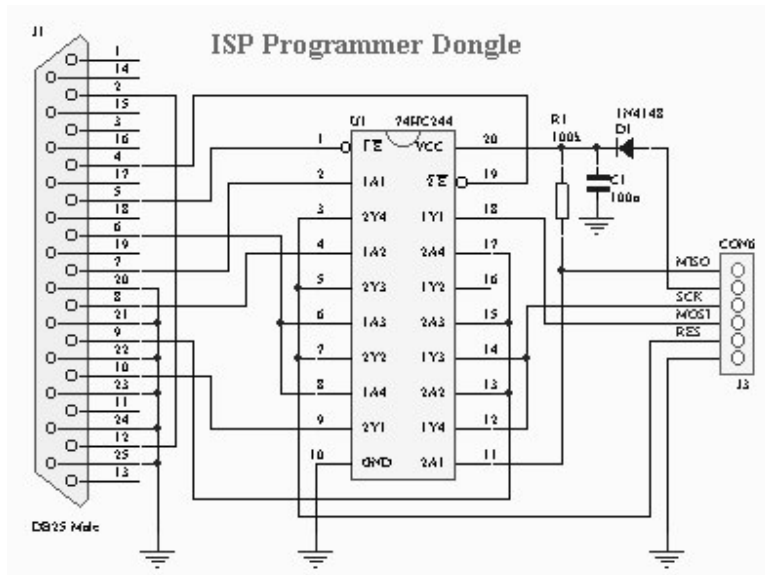 ISP Programmer Dongle
J1
1
14
2
15
3
16
4
17
5
18
6
19
7
20
8
21
9
22
10
23
11
24
12
25
13
DB25 Male
U1 74HC244
1 1E VCC 20
2 1A1 2E 19
3 2Y4 1Y1 18
4 1A2 2A4 17
5 2Y3 1Y2 16
6 1A3 2A3 15
7 2Y2 1Y3 14
8 1A4 2A2 13
9 2Y1 1Y4 12
10 GND 2A1 11
R1
100k
1N4148
D1
C1
100n
CON6
MISO
SCK
MOSI
RES
J3